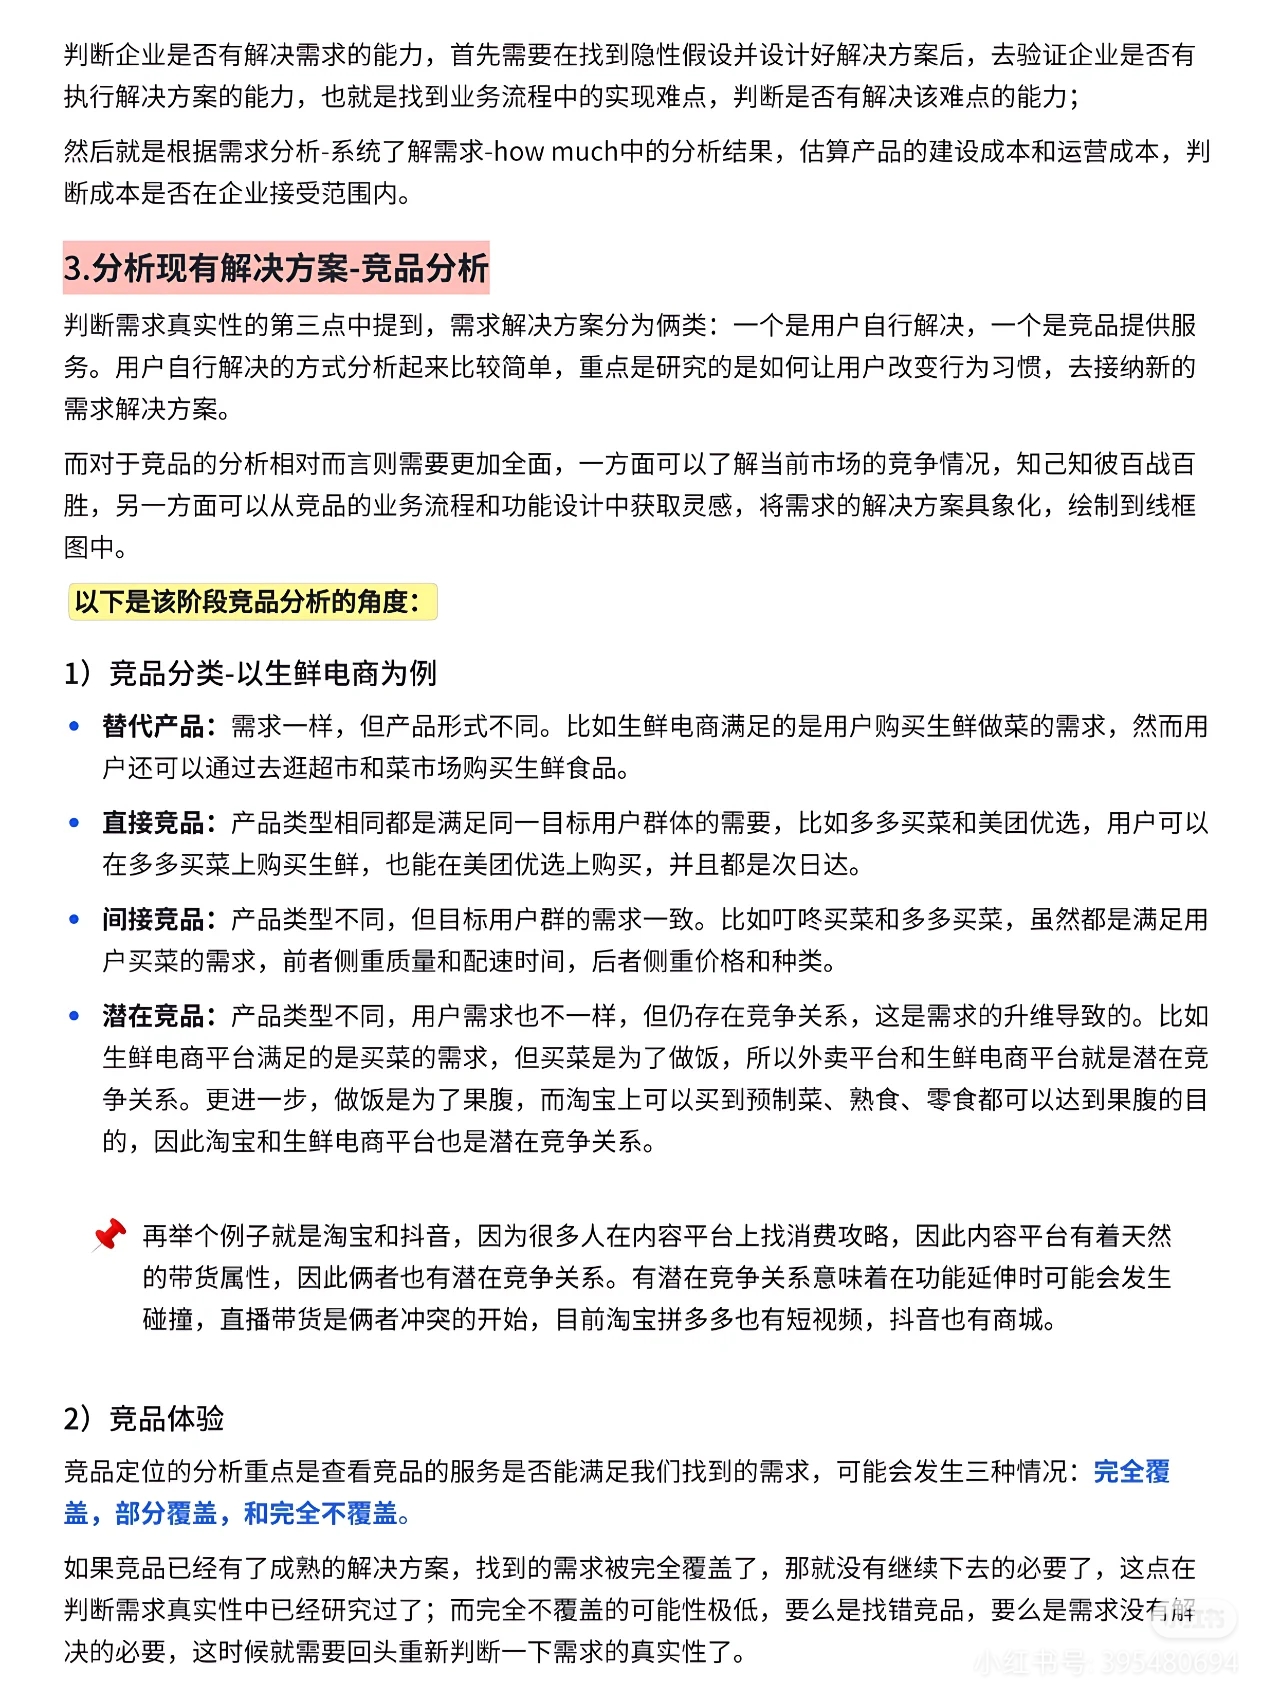 判断企业是否有解决需求的能力，首先需要在找到隐性假设并设计好解决方案后，去验证企业是否有
执行解决方案的能力，也就是找到业务流程中的实现难点，判断是否有解决该难点的能力；
然后就是根据需求分析-系统了解需求-how much中的分析结果，估算产品的建设成本和运营成本，判
断成本是否在企业接受范围内。
3.分析现有解决方案-竞品分析
判断需求真实性的第三点中提到，需求解决方案分为俩类：一个是用户自行解决，一个是竞品提供服
务。用户自行解决的方式分析起来比较简单，重点是研究的是如何让用户改变行为习惯，去接纳新的
需求解决方案。
而对于竞品的分析相对而言则需要更加全面，一方面可以了解当前市场的竞争情况，知己知彼百战百
胜，另一方面可以从竞品的业务流程和功能设计中获取灵感，将需求的解决方案具象化，绘制到线框
图中。
以下是该阶段竞品分析的角度：
1）竞品分类-以生鲜电商为例
• 替代产品：需求一样，但产品形式不同。比如生鲜电商满足的是用户购买生鲜做菜的需求，然而用
户还可以通过去逛超市和菜市场购买生鲜食品。
• 直接竞品：产品类型相同都是满足同一目标用户群体的需要，比如多多买菜和美团优选，用户可以
在多多买菜上购买生鲜，也能在美团优选上购买，并且都是次日达。
• 间接竞品：产品类型不同，但目标用户群的需求一致。比如叮咚买菜和多多买菜，虽然都是满足用
户买菜的需求，前者侧重质量和配速时间，后者侧重价格和种类。
• 潜在竞品：产品类型不同，用户需求也不一样，但仍存在竞争关系，这是需求的升维导致的。比如
生鲜电商平台满足的是买菜的需求，但买菜是为了做饭，所以外卖平台和生鲜电商平台就是潜在竞
争关系。更进一步，做饭是为了果腹，而淘宝上可以买到预制菜、熟食、零食都可以达到果腹的目
的，因此淘宝和生鲜电商平台也是潜在竞争关系。
再举个例子就是淘宝和抖音，因为很多人在内容平台上找消费攻略，因此内容平台有着天然
的带货属性，因此俩者也有潜在竞争关系。有潜在竞争关系意味着在功能延伸时可能会发生
碰撞，直播带货是俩者冲突的开始，目前淘宝拼多多也有短视频，抖音也有商城。
2）竞品体验
竞品定位的分析重点是查看竞品的服务是否能满足我们找到的需求，可能会发生三种情况：完全覆
盖，部分覆盖，和完全不覆盖。
如果竞品已经有了成熟的解决方案，找到的需求被完全覆盖了，那就没有继续下去的必要了，这点在
判断需求真实性中已经研究过了；而完全不覆盖的可能性极低，要么是找错竞品，要么是需求没有解
决的必要，这时候就需要回头重新判断一下需求的真实性了。
小红书
小红书号: 395480694